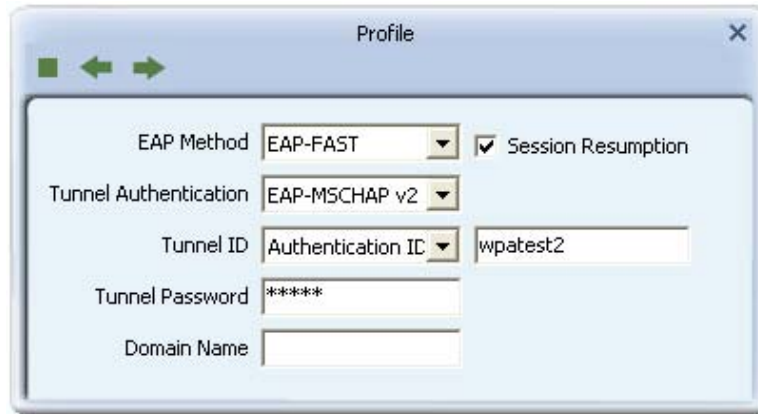 Profile
EAP Method EAP-FAST Session Resumption
Tunnel Authentication EAP-MSCHAP v2
Tunnel ID Authentication ID wpatest2
Tunnel Password *****
Domain Name